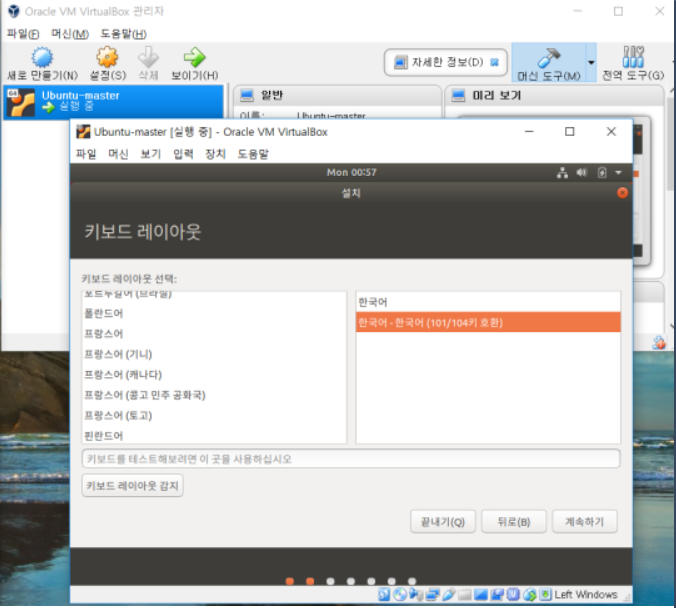 Oracle VM VirtualBox 관리자
파일(F) 머신(M) 도움말(H)
새로 만들기(N) 설정(S) 삭제 보이기(H)
자세한 정보(D)
머신 도구(M) 전역 도구(G)
64
Ubuntu-master
실행 중
일반
미리 보기
이름: Ubuntu-master
Ubuntu-master [실행 중] - Oracle VM VirtualBox
파일 머신 보기 입력 장치 도움말
Mon 00:57
설치
키보드 레이아웃
키보드 레이아웃 선택:
포르투갈어 (브라질)
폴란드어
프랑스어
프랑스어 (기니)
프랑스어 (캐나다)
프랑스어 (콩고 민주 공화국)
프랑스어 (토고)
핀란드어
한국어
한국어 - 한국어 (101/104키 호환)
키보드를 테스트해보려면 이 곳을 사용하십시오
키보드 레이아웃 감지
끝내기(Q) 뒤로(B) 계속하기
Left Windows